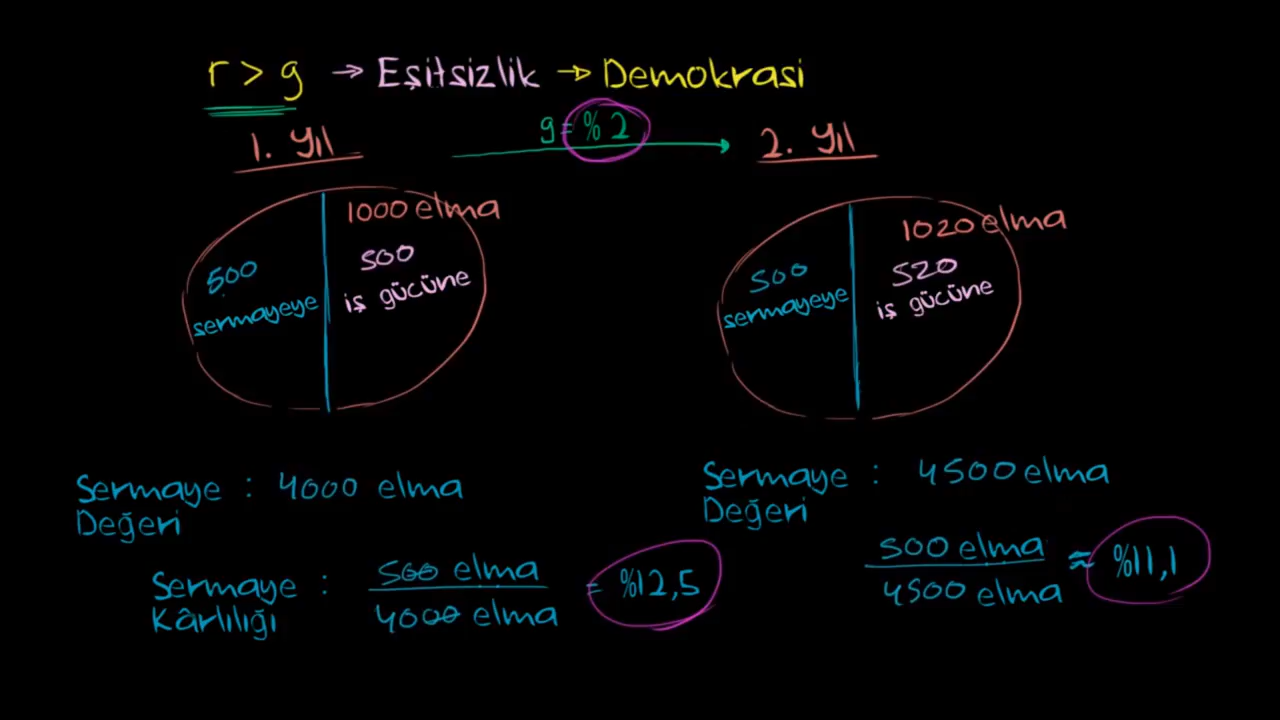 r > g → Eşitsizlik → Demokrasi
1. yıl
g = %2
2. yıl
1000 elma
500
sermayeye
500
iş gücüne
1020 elma
500
sermayeye
520
iş gücüne
Sermaye : 4000 elma
Değeri
Sermaye : 500 elma
Kârlılığı 4000 elma
= %12,5
Sermaye : 4500 elma
Değeri
500 elma
4500 elma
≈ %11,1